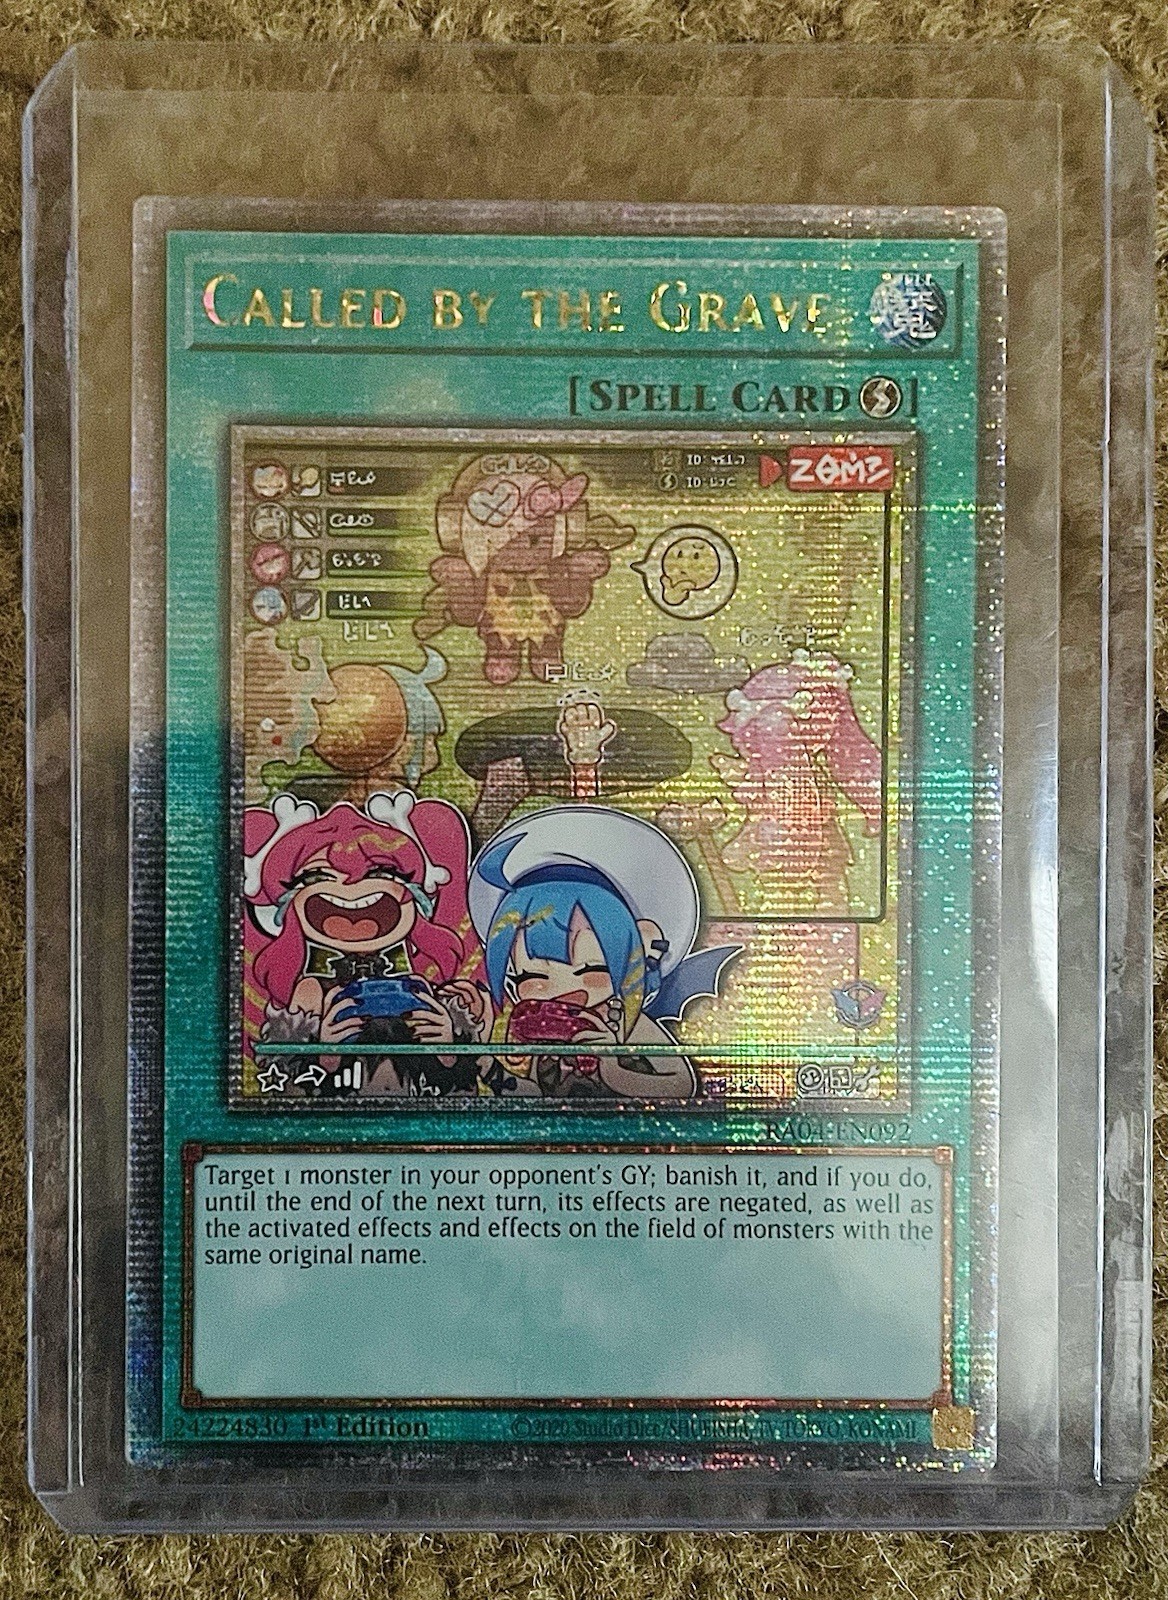 CALLED BY THE GRAVE
魔
[SPELL CARD]
ID:
ID:
RA04-EN092
Target 1 monster in your opponent's GY; banish it, and if you do,
until the end of the next turn, its effects are negated, as well as
the activated effects and effects on the field of monsters with the
same original name.
24224830 1st Edition
©2020 Studio Dice/SHUEISHA, TV TOKYO, KONAMI